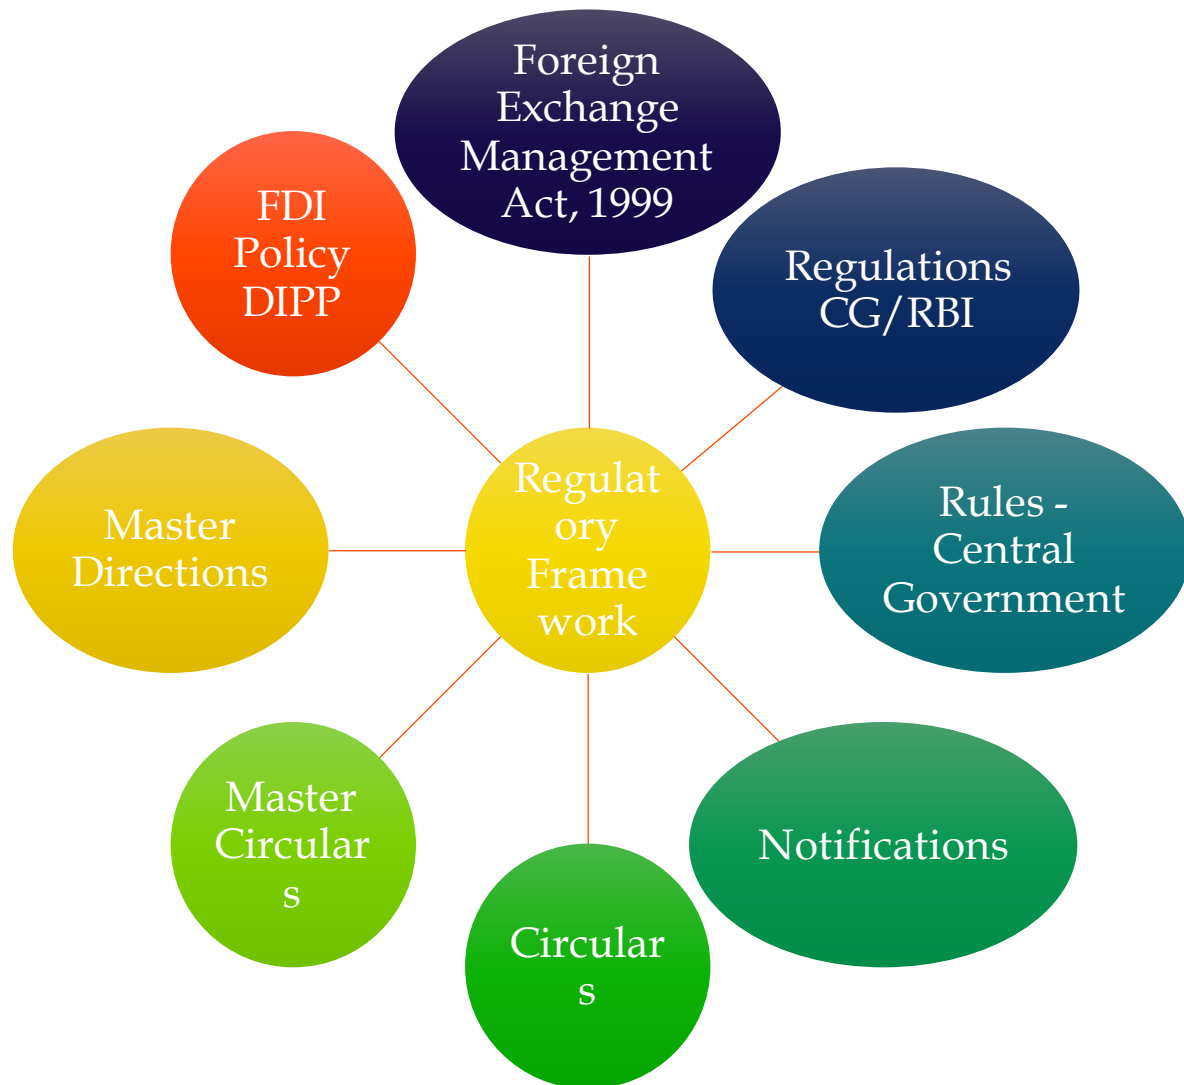 Foreign
Exchange
Management
Act, 1999
Regulations
CG/RBI
Rules -
Central
Government
Notifications
Circular
s
Master
Circular
s
Master
Directions
FDI
Policy
DIPP
Regulat
ory
Frame
work